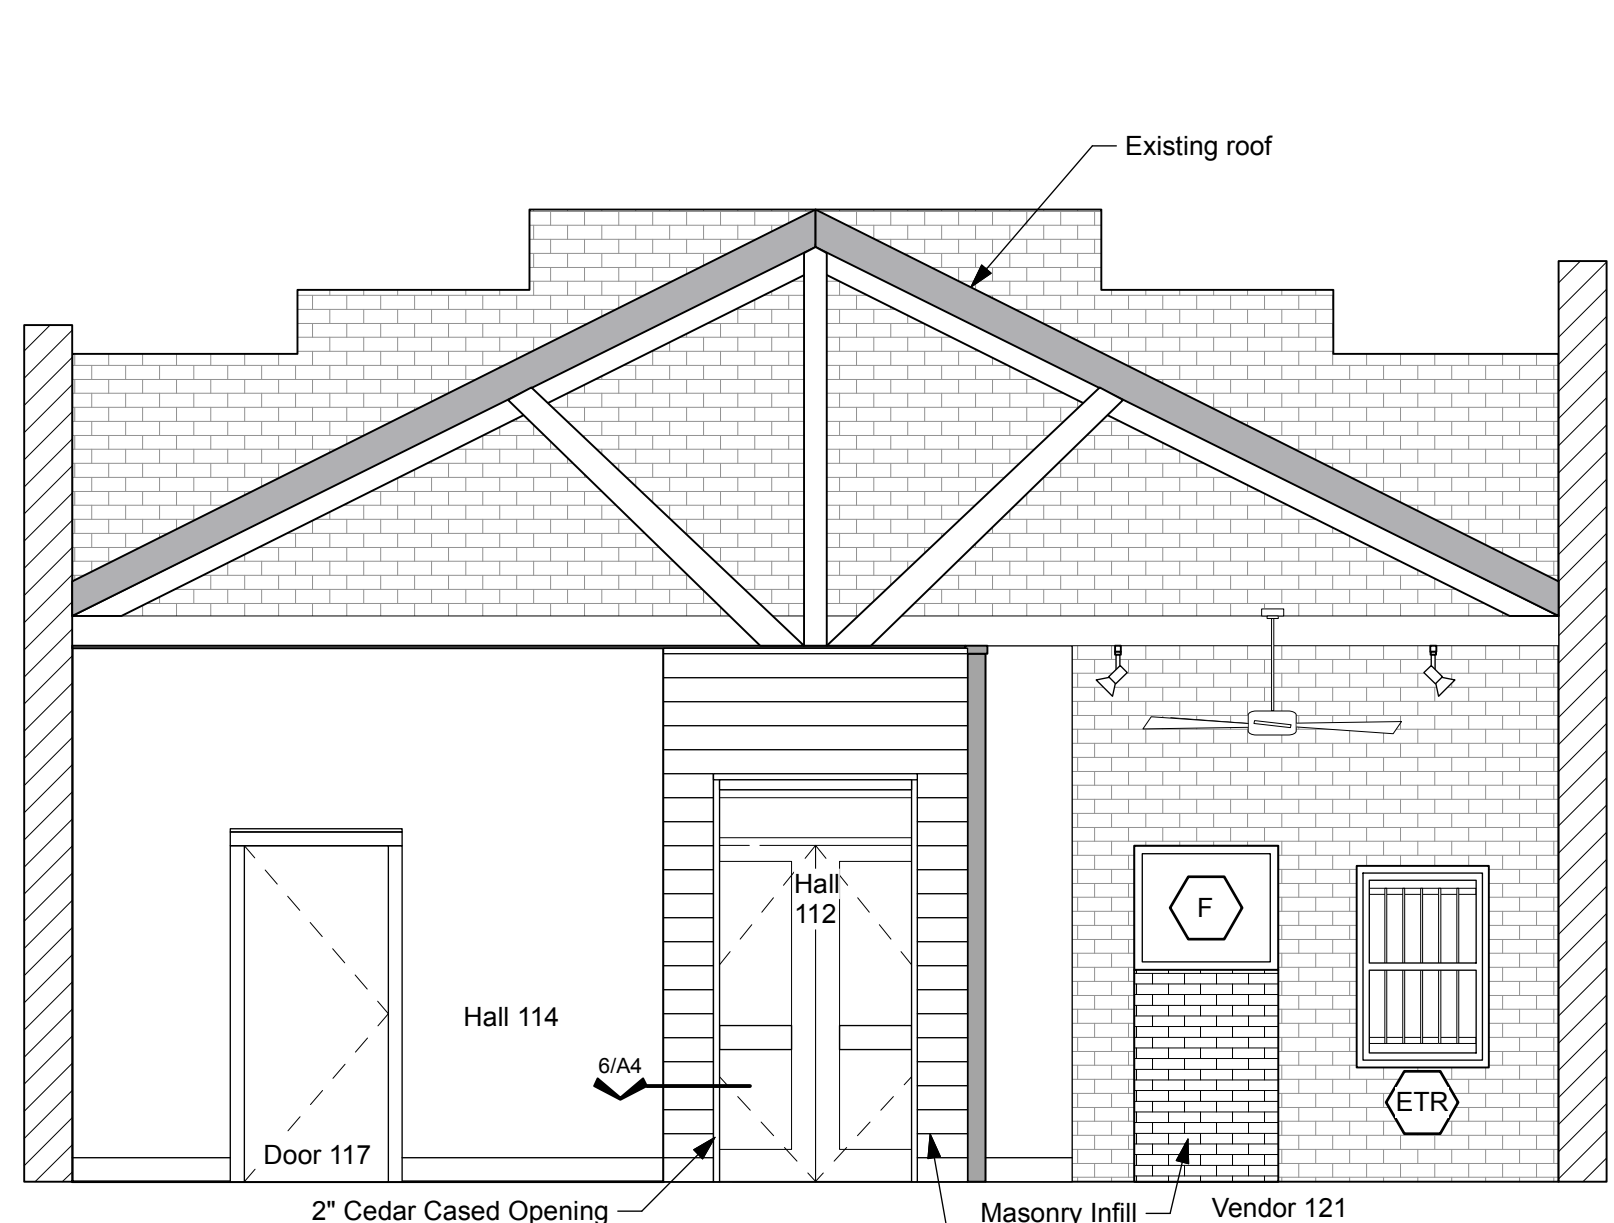 Existing roof
Hall
112
F
Hall 114
6/A4
ETR
Door 117
2" Cedar Cased Opening
Masonry Infill
Vendor 121